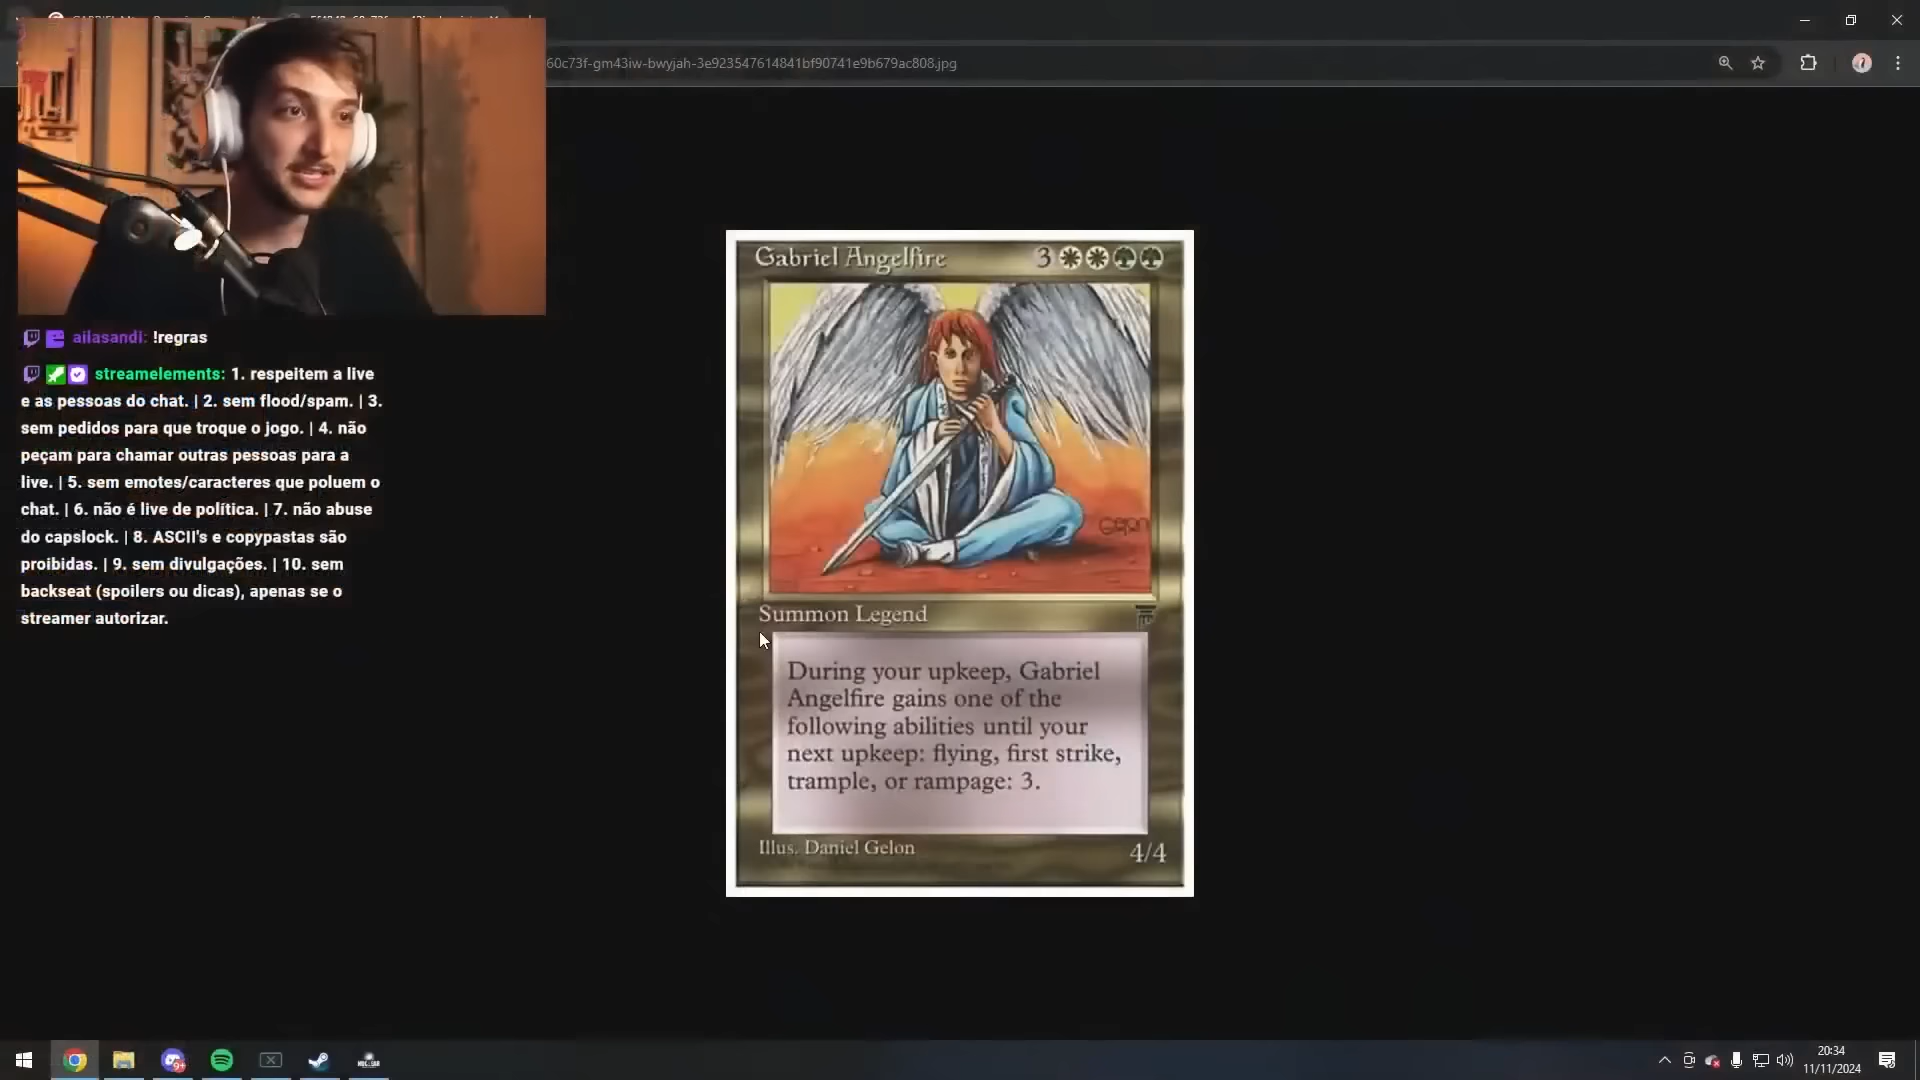 60c73f-gm43iw-bwyjah-3e923547614841bf90741e9b679ac808.jpg
ailasandi: !regras
streamelements: 1. respeitem a live
e as pessoas do chat. | 2. sem flood/spam. | 3.
sem pedidos para que troque o jogo. | 4. não
peçam para chamar outras pessoas para a
live. | 5. sem emotes/caracteres que poluem o
chat. | 6. não é live de política. | 7. não abuse
do capslock. | 8. ASCII's e copypastas são
proibidas. | 9. sem divulgações. | 10. sem
backseat (spoilers ou dicas), apenas se o
streamer autorizar.
Gabriel Angelfire 3
Summon Legend
During your upkeep, Gabriel
Angelfire gains one of the
following abilities until your
next upkeep: flying, first strike,
trample, or rampage: 3.
Illus. Daniel Gelon
4/4
9+
20:34
11/11/2024